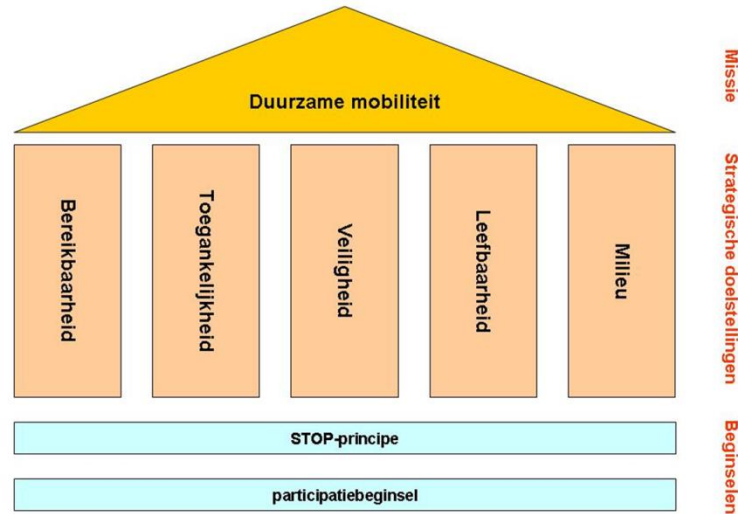 Duurzame mobiliteit
Missie
Bereikbaarheid
Toegankelijkheid
Veiligheid
Leefbaarheid
Milieu
Strategische doelstellingen
STOP-principe
participatiebeginsel
Beginselen